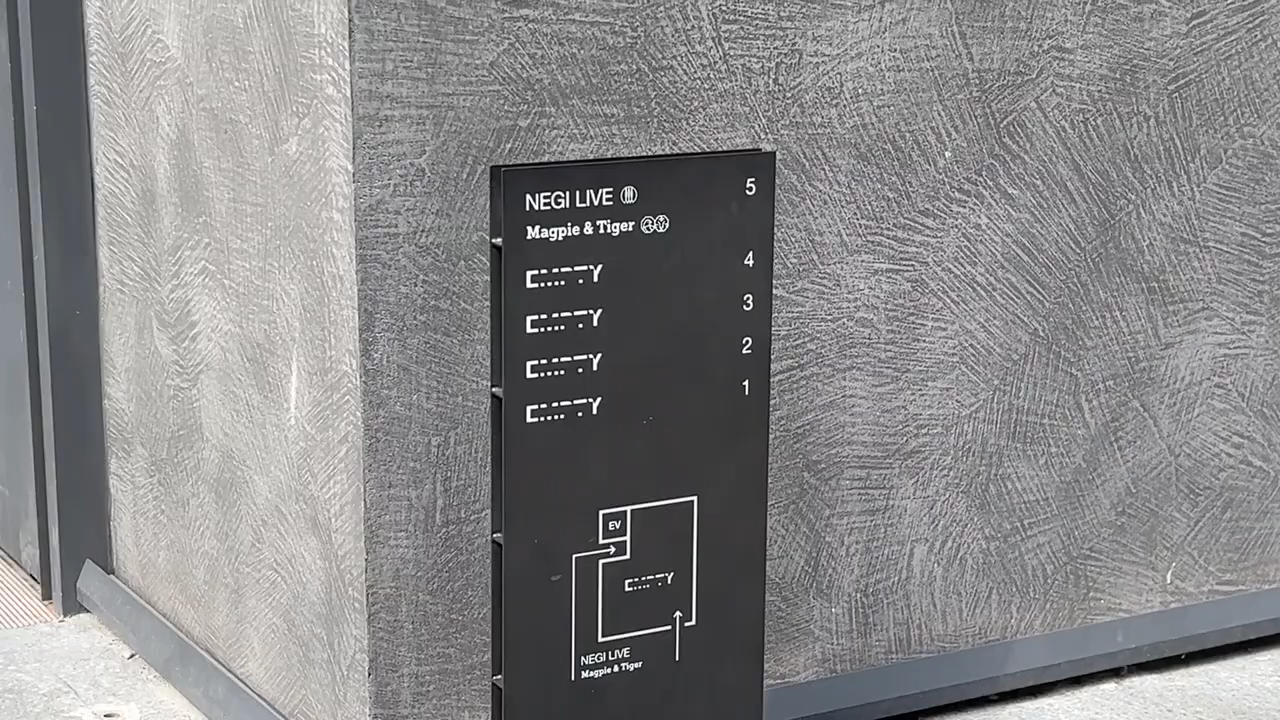 NEGI LIVE 5
Magpie & Tiger
EMPTY 4
EMPTY 3
EMPTY 2
EMPTY 1
EV
EMPTY
NEGI LIVE
Magpie & Tiger